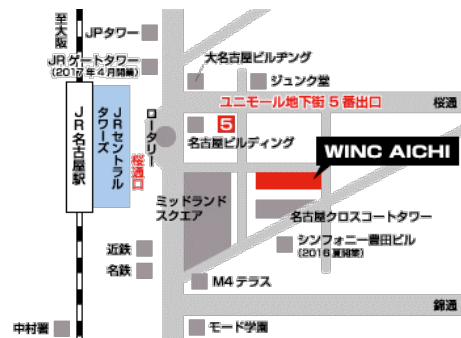 至大阪
JPタワー
JRゲートタワー
(2017年4月開業)
大名古屋ビルヂング
ジュンク堂
ユニモール地下街5番出口
桜通
5
名古屋ビルディング
ロータリー
JR名古屋駅
JRセントラル
タワーズ
桜通口
WINC AICHI
ミッドランド
スクエア
名古屋クロスコートタワー
シンフォニー豊田ビル
(2016夏開業)
近鉄
名鉄
M4テラス
錦通
中村署
モード学園